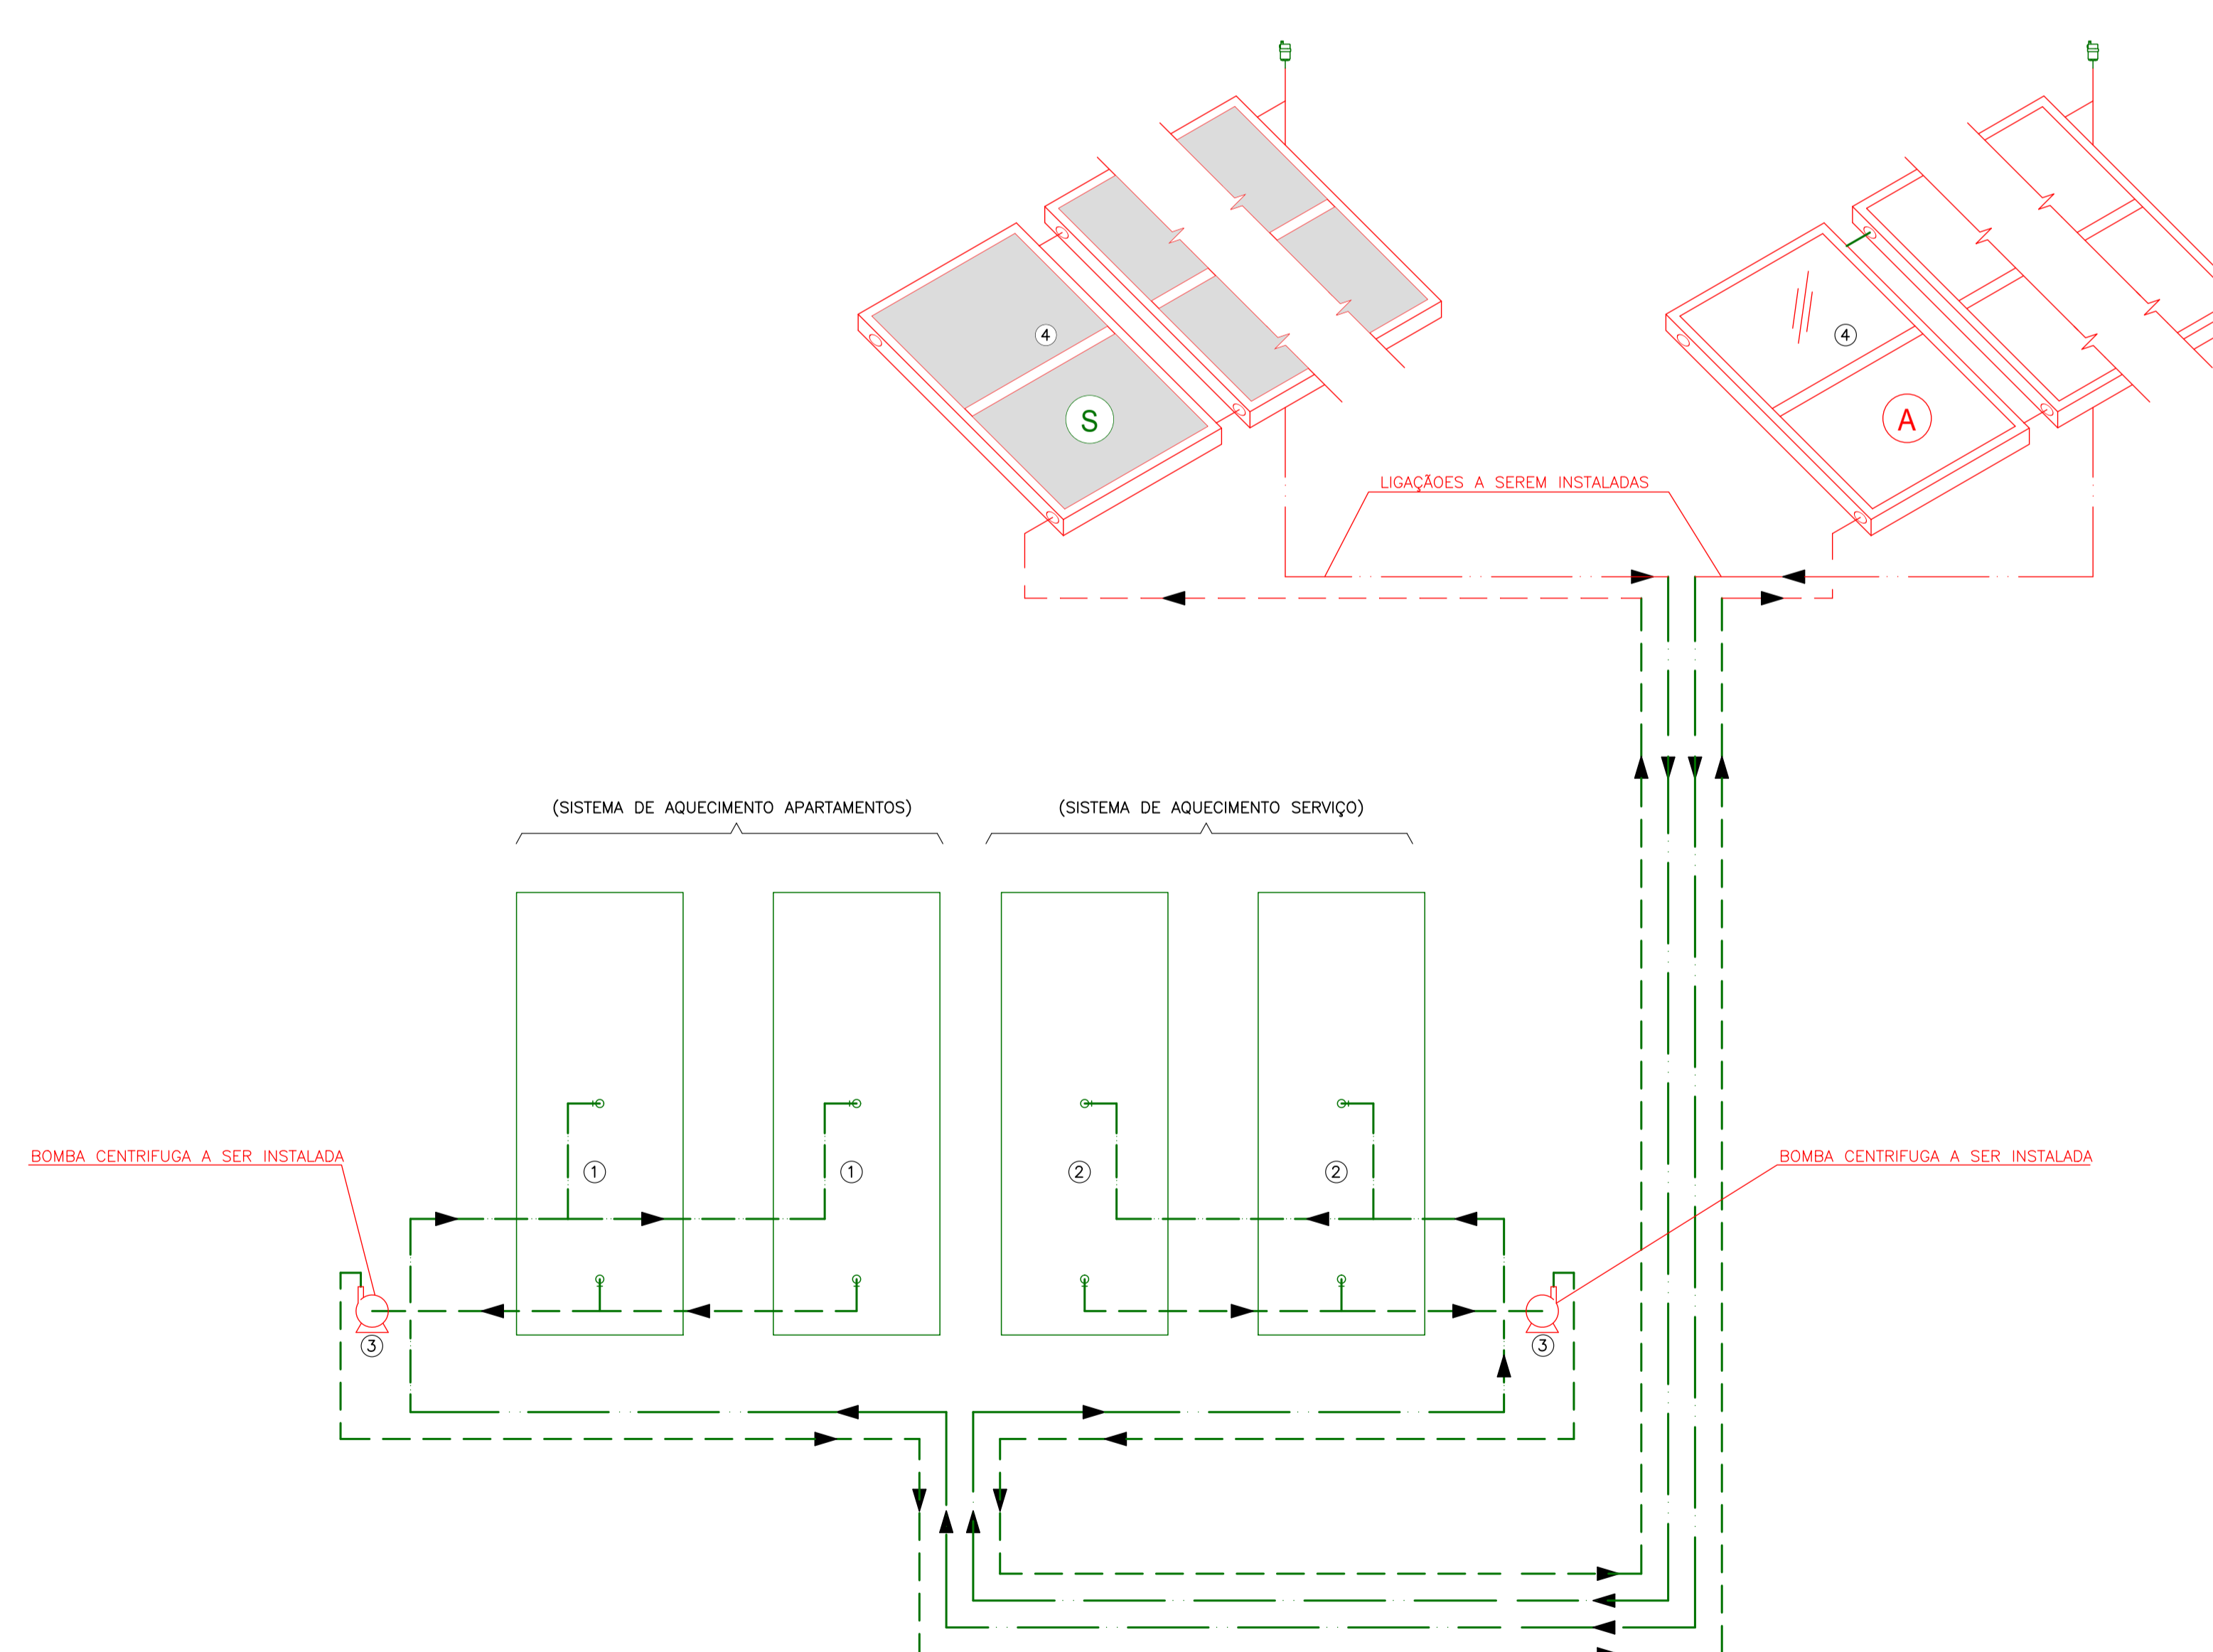 4
4
S
A
LIGAÇÃOES A SEREM INSTALADAS
(SISTEMA DE AQUECIMENTO APARTAMENTOS)
(SISTEMA DE AQUECIMENTO SERVIÇO)
BOMBA CENTRIFUGA A SER INSTALADA
BOMBA CENTRIFUGA A SER INSTALADA
1
1
2
2
3
3